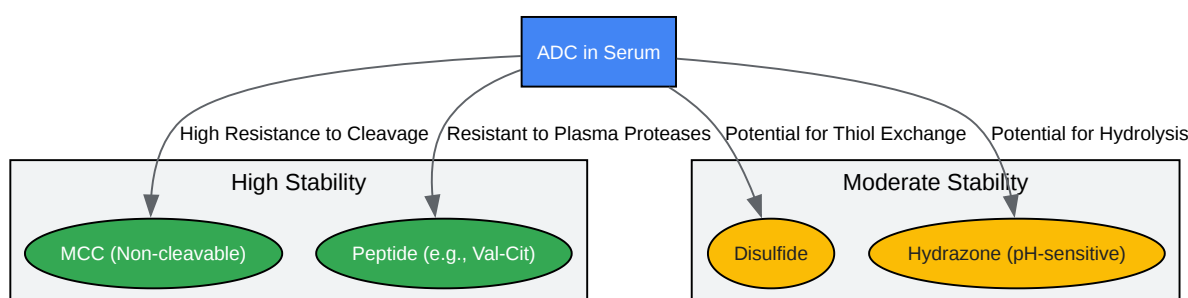 ADC in Serum
High Resistance to Cleavage
Resistant to Plasma Proteases
Potential for Thiol Exchange
Potential for Hydrolysis
High Stability
Moderate Stability
MCC (Non-cleavable)
Peptide (e.g., Val-Cit)
Disulfide
Hydrazone (pH-sensitive)